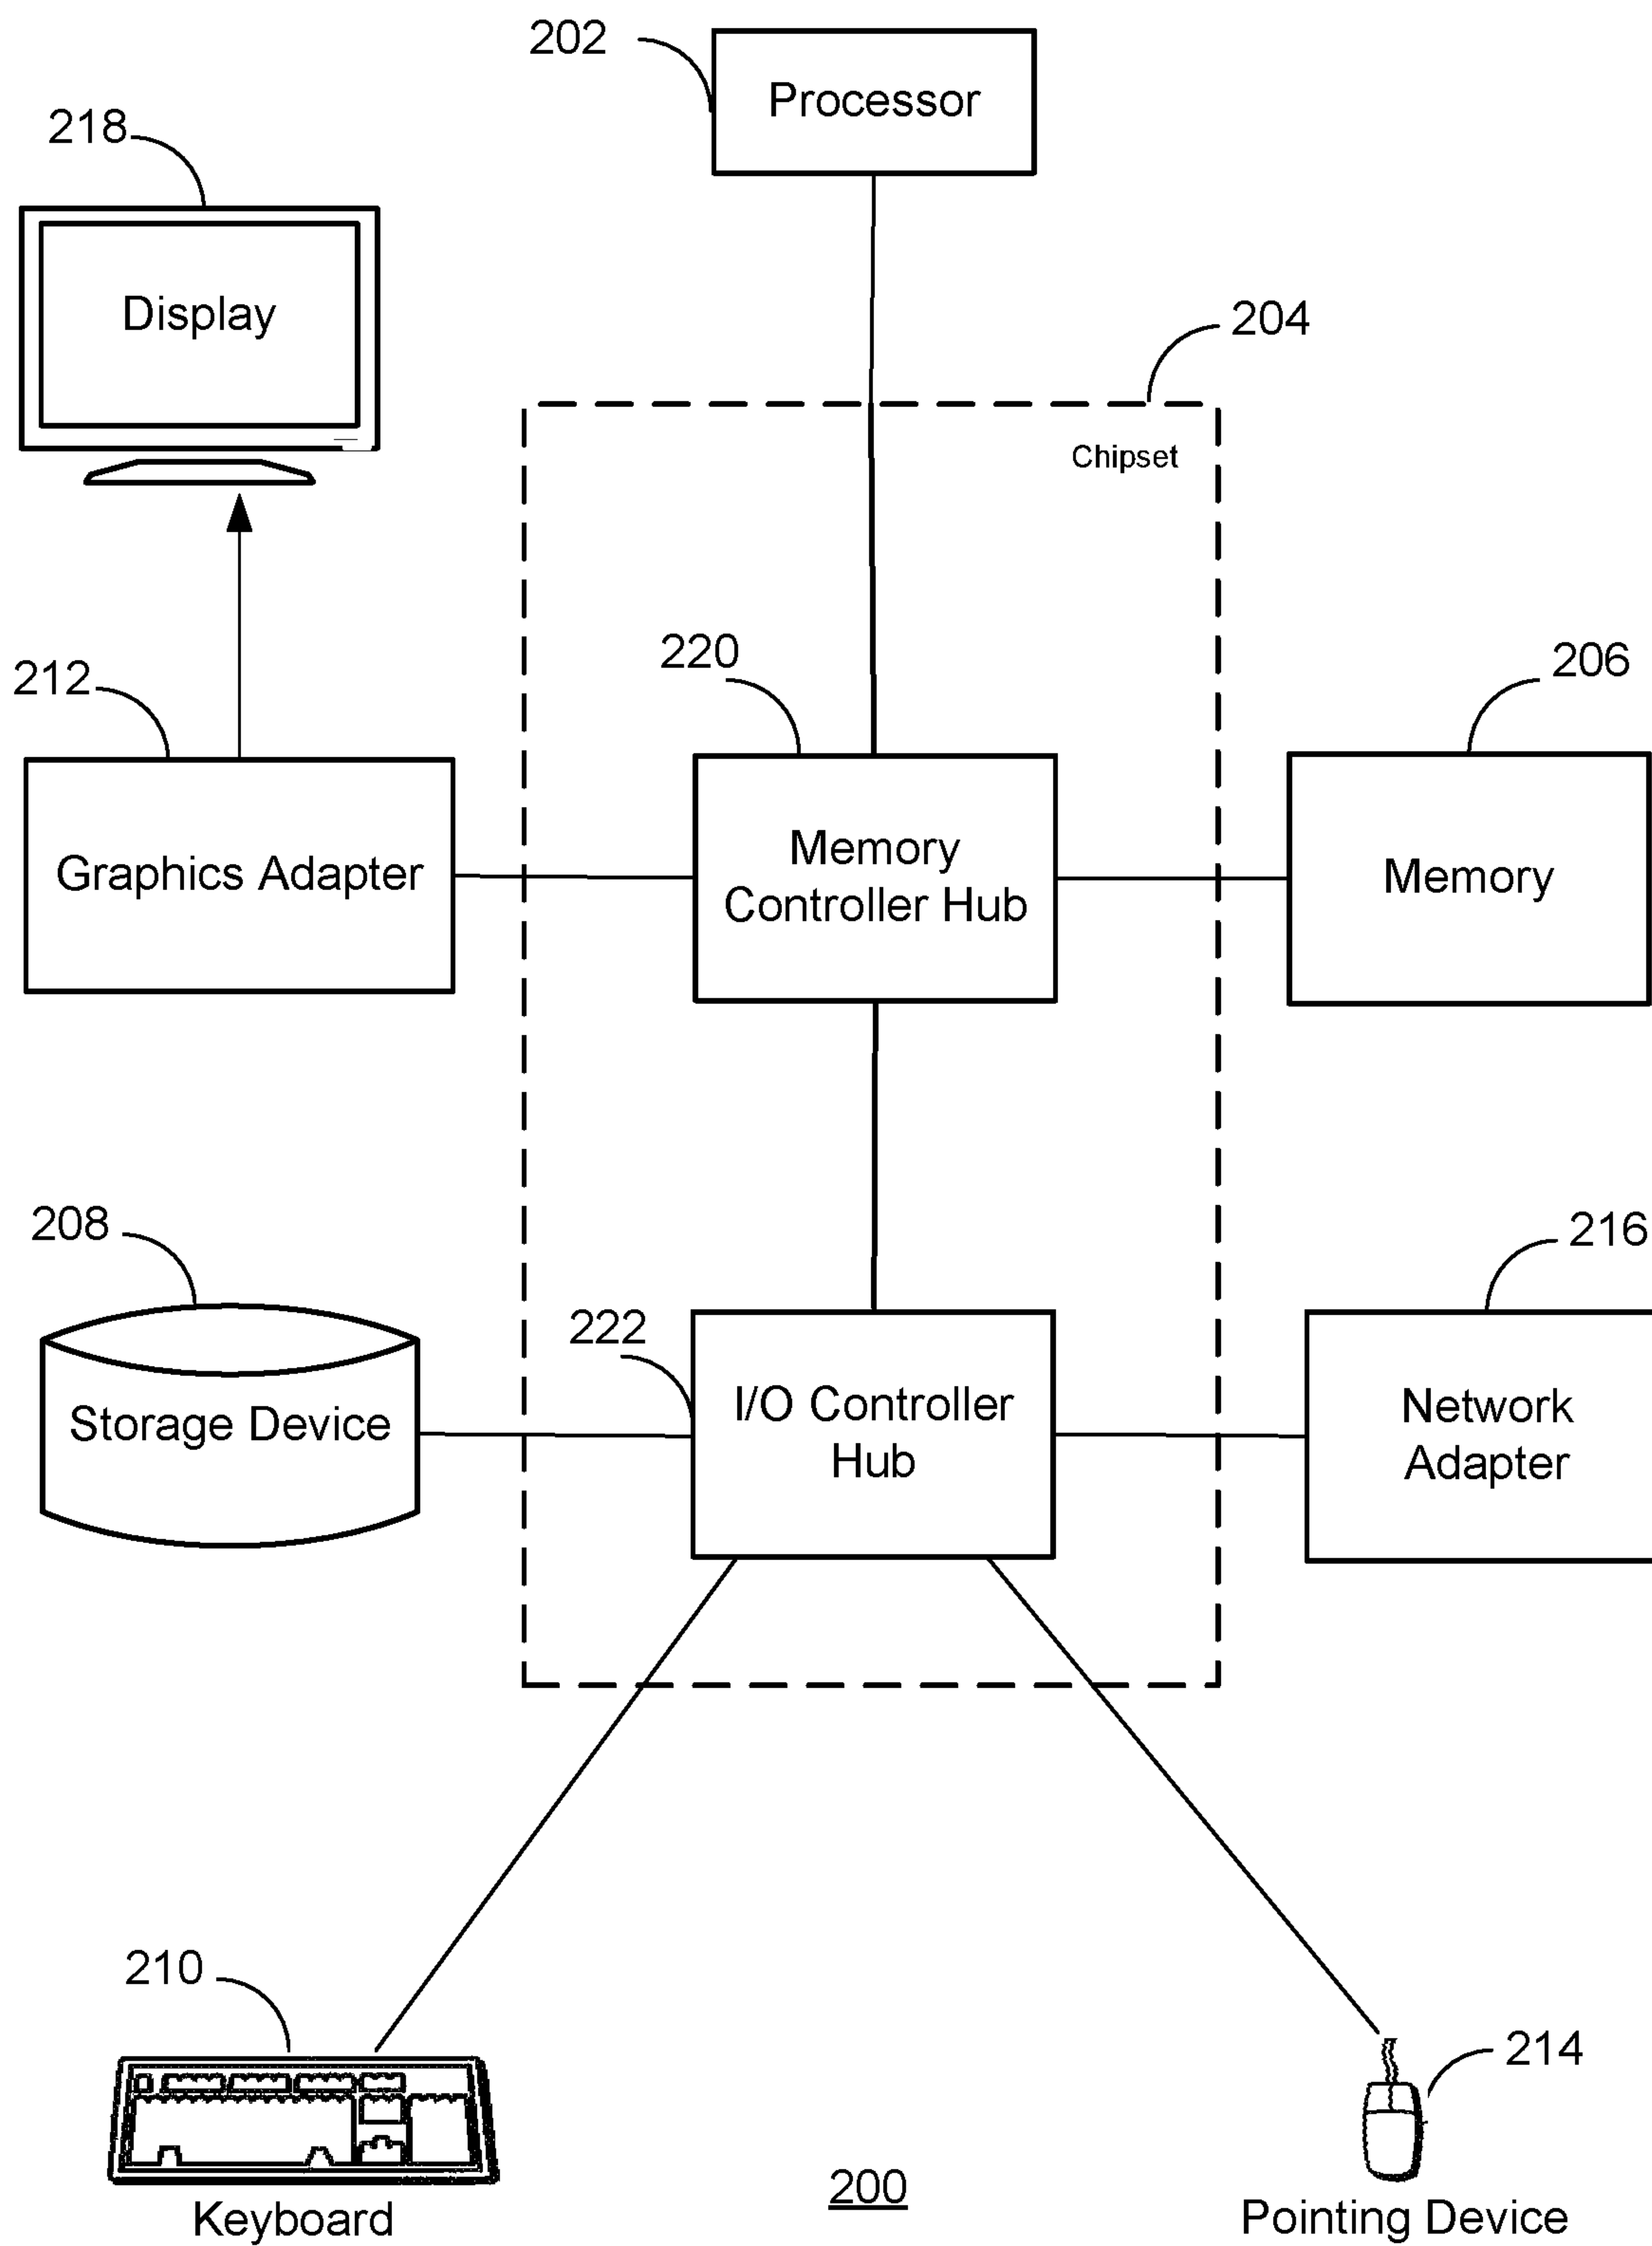 202
Processor
218
Display
204
Chipset
220
206
212
Memory
Controller Hub
Graphics Adapter
Memory
208
216
222
I/O Controller
Hub
Storage Device
Network
Adapter
210
214
Keyboard
200
Pointing Device